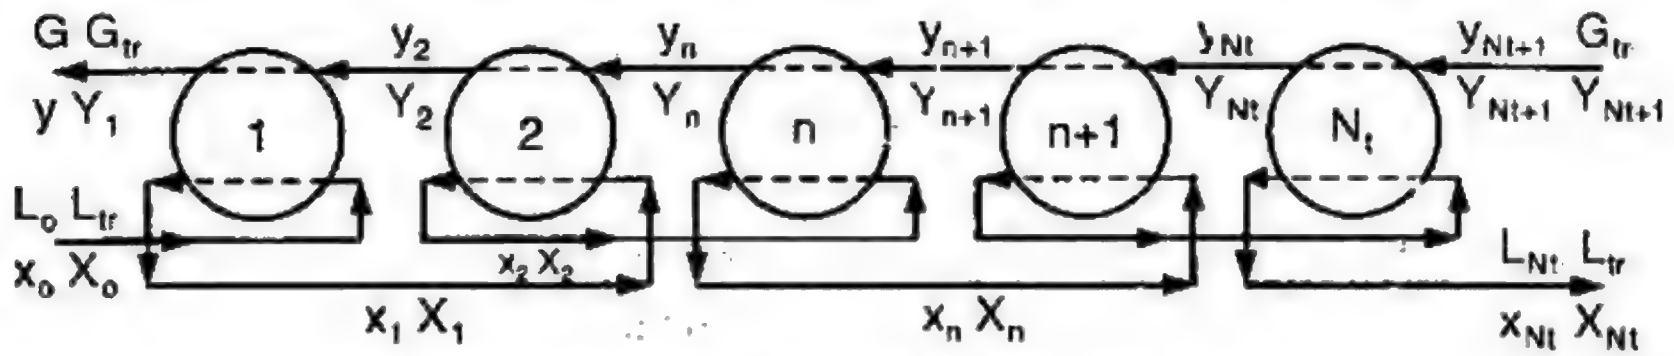 G G_tr y_2 y_n y_n+1 y_Nt y_Nt+1 G_tr
y Y_1 Y_2 Y_n Y_n+1 Y_Nt Y_Nt+1 Y_Nt+1
1 2 n n+1 N_t
L_o L_tr
x_o X_o
x_2 X_2
L_Nt L_tr
x_1 X_1 x_n X_n x_Nt X_Nt